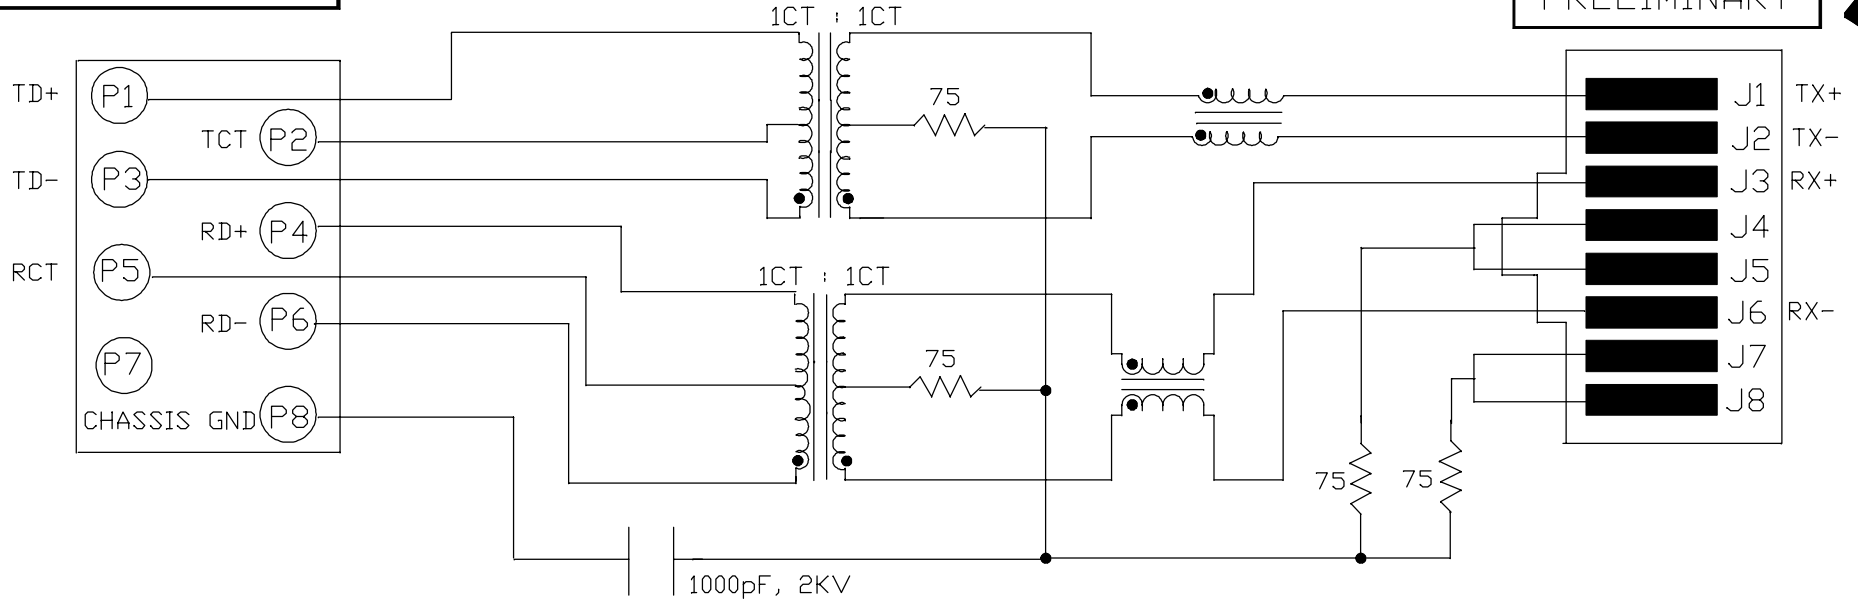 1CT : 1CT
PRELIMINARY
TD+ P1
TCT P2
TD- P3
RD+ P4
RCT P5
RD- P6
P7
CHASSIS GND P8
75
1CT : 1CT
75
1000pF, 2KV
75
75
J1 TX+
J2 TX-
J3 RX+
J4
J5
J6 RX-
J7
J8